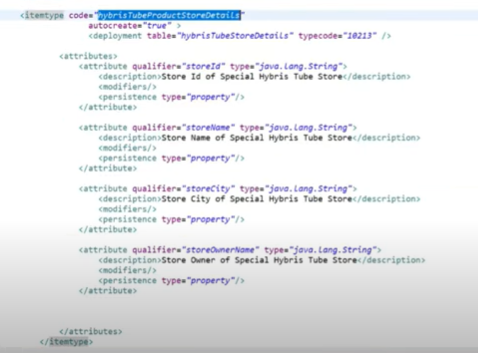 <itemtype code="hybrisTubeProductStoreDetails"
autocreate="true" >
<deployment table="hybrisTubeStoreDetails" typecode="10213" />
<attributes>
<attribute qualifier="storeId" type="java.lang.String">
<description>Store Id of Special Hybris Tube Store</description>
<modifiers/>
<persistence type="property"/>
</attribute>
<attribute qualifier="storeName" type="java.lang.String">
<description>Store Name of Special Hybris Tube Store</description>
<modifiers/>
<persistence type="property"/>
</attribute>
<attribute qualifier="storeCity" type="java.lang.String">
<description>Store City of Special Hybris Tube Store</description>
<modifiers/>
<persistence type="property"/>
</attribute>
<attribute qualifier="storeOwnerName" type="java.lang.String">
<description>Store Owner of Special Hybris Tube Store</description>
<modifiers/>
<persistence type="property"/>
</attribute>
</attributes>
</itemtype>